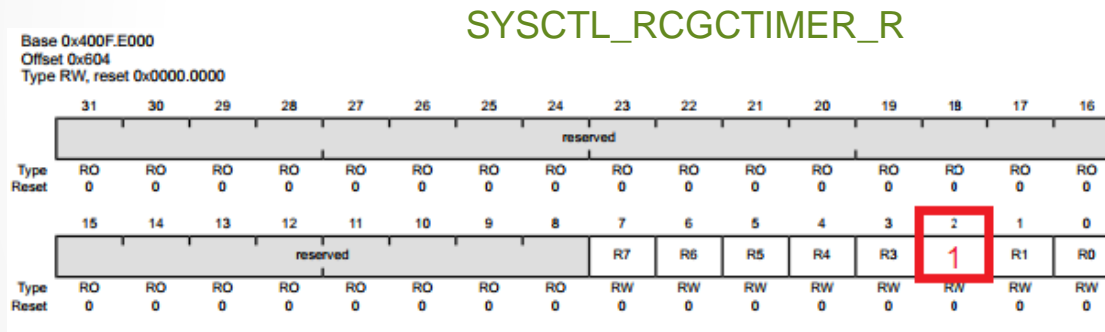 SYSCTL_RCGCTIMER_R
Base 0x400F.E000
Offset 0x604
Type RW, reset 0x0000.0000
31 30 29 28 27 26 25 24 23 22 21 20 19 18 17 16
reserved
Type RO RO RO RO RO RO RO RO RO RO RO RO RO RO RO RO
Reset 0 0 0 0 0 0 0 0 0 0 0 0 0 0 0 0
15 14 13 12 11 10 9 8 7 6 5 4 3 2 1 0
reserved R7 R6 R5 R4 R3 1 R1 R0
Type RO RO RO RO RO RO RO RO RW RW RW RW RW RW RW RW
Reset 0 0 0 0 0 0 0 0 0 0 0 0 0 0 0 0